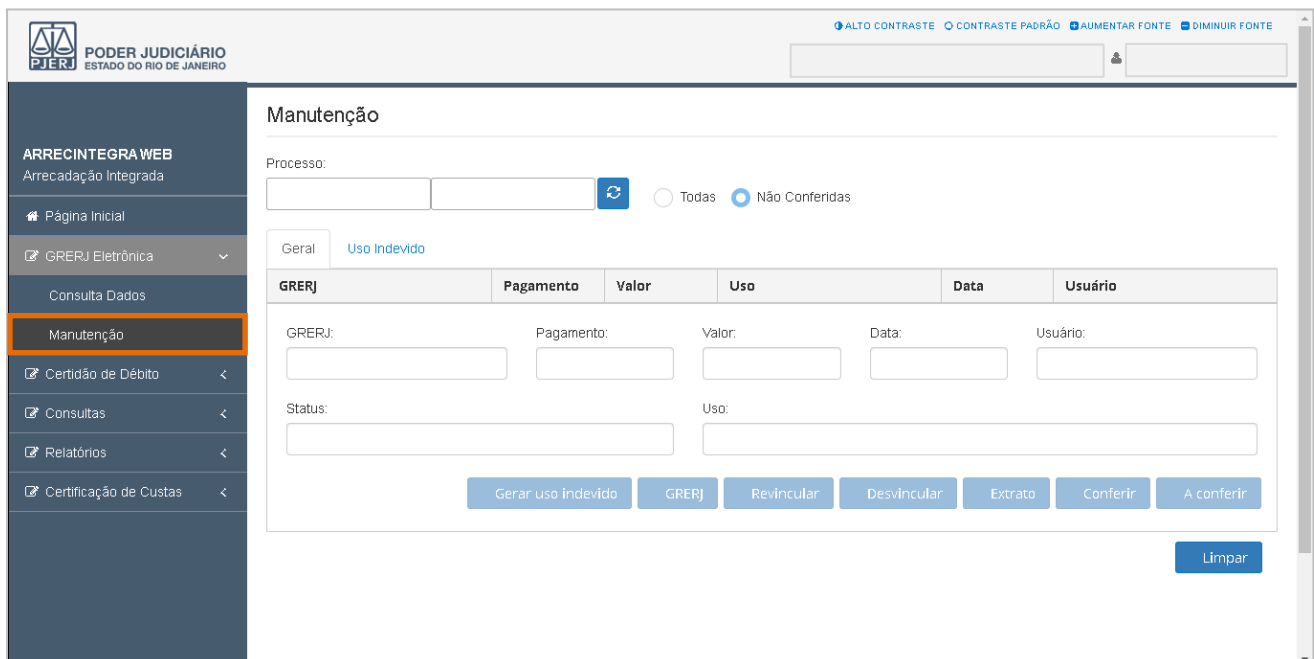 ALTO CONTRASTE CONTRASTE PADRÃO AUMENTAR FONTE DIMINUIR FONTE
PJERJ
PODER JUDICIÁRIO
ESTADO DO RIO DE JANEIRO
ARRECINTEGRA WEB
Arrecadação Integrada
Página Inicial
GRERJ Eletrônica
Consulta Dados
Manutenção
Certidão de Débito
Consultas
Relatórios
Certificação de Custas
Manutenção
Processo:
Todas Não Conferidas
Geral Uso Indevido
GRERJ Pagamento Valor Uso Data Usuário
GRERJ: Pagamento: Valor: Data: Usuário:
Status: Uso:
Gerar uso indevido GRERJ Revincular Desvincular Extrato Conferir A conferir
Limpar